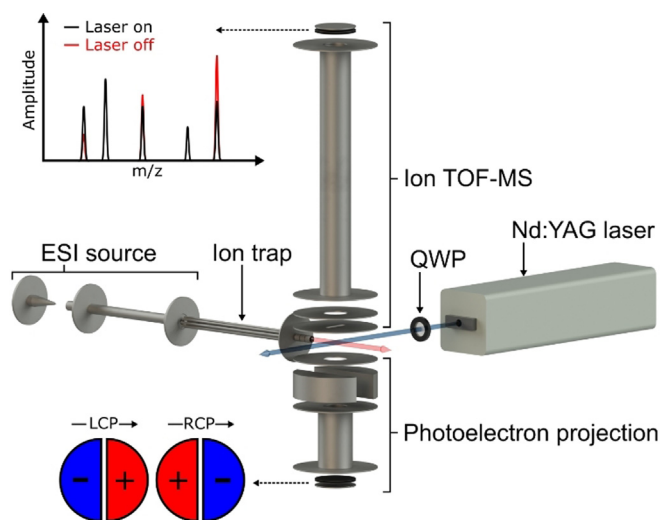 Laser on
Laser off
Amplitude
m/z
Ion TOF-MS
Nd:YAG laser
QWP
ESI source
Ion trap
Photoelectron projection
LCP
RCP
- + + -